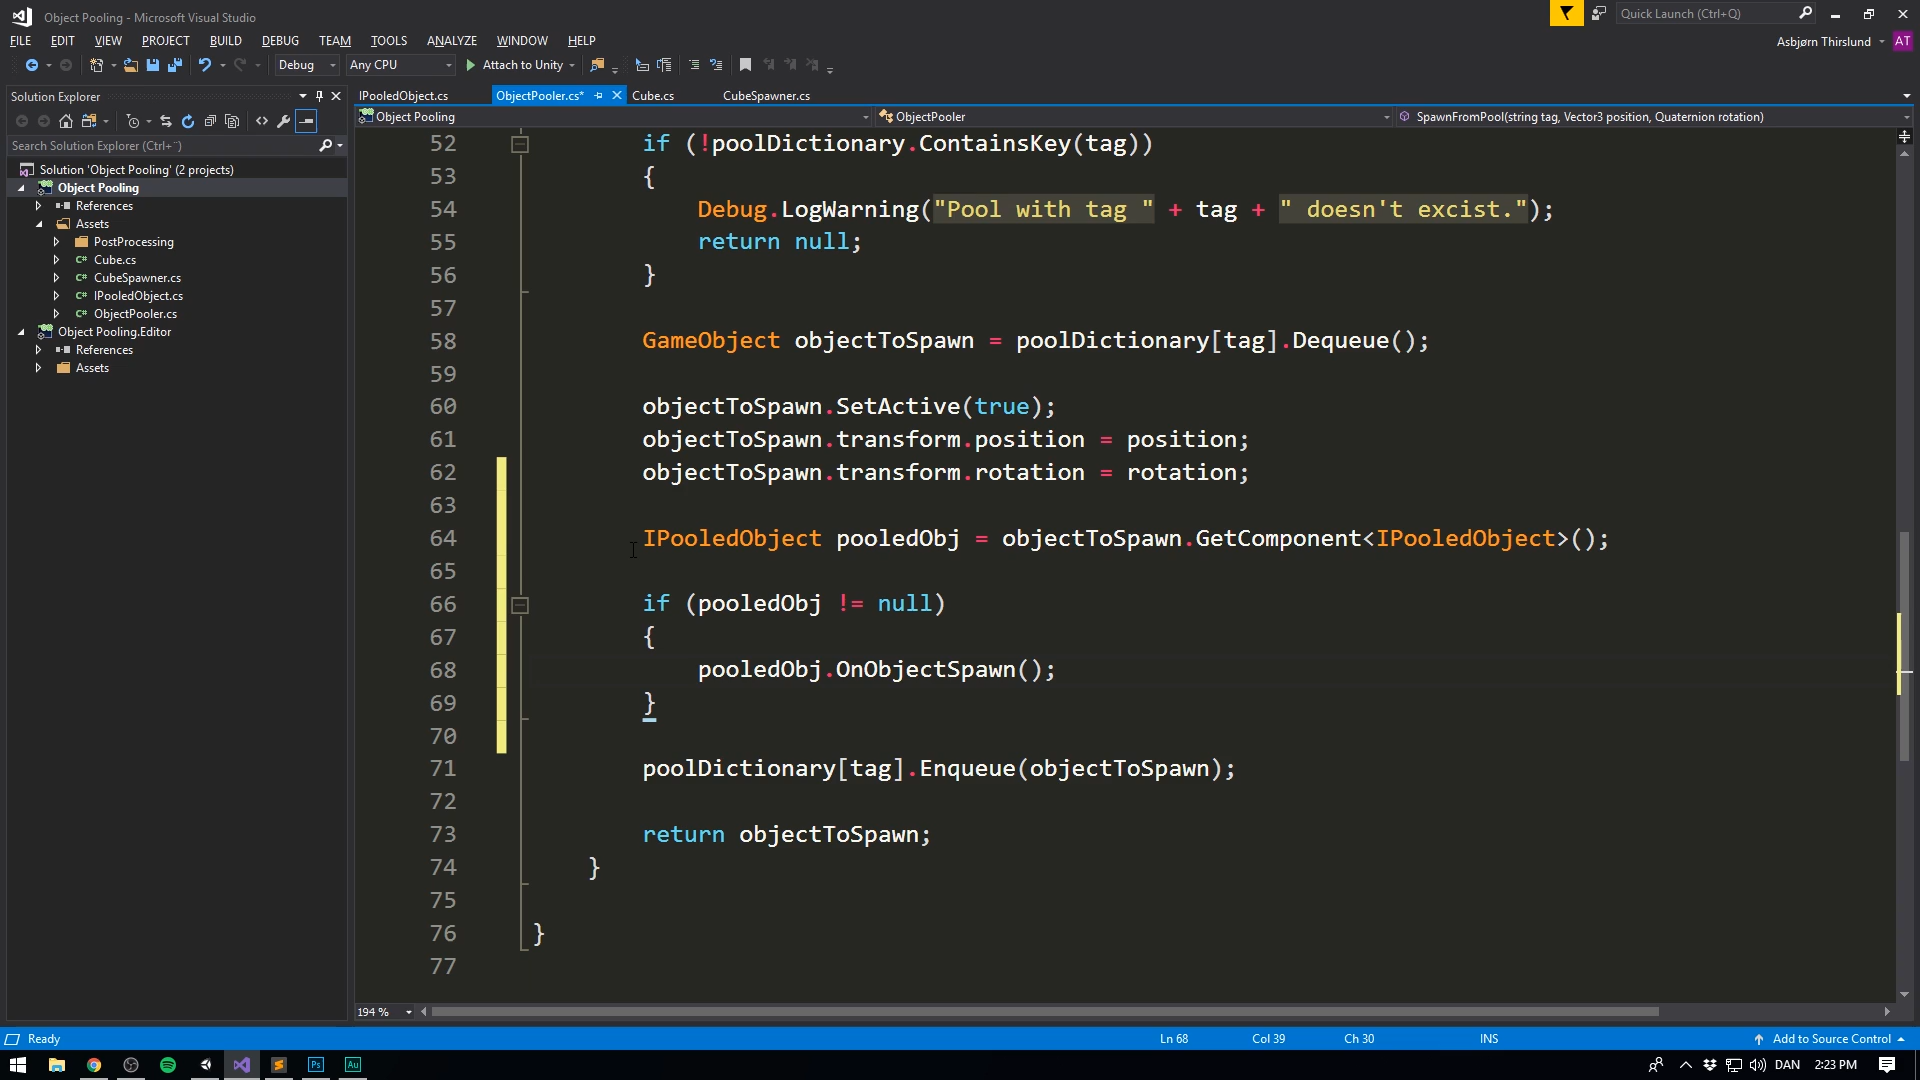 Object Pooling - Microsoft Visual Studio
Quick Launch (Ctrl+Q)
FILE EDIT VIEW PROJECT BUILD DEBUG TEAM TOOLS ANALYZE WINDOW HELP
Asbjørn Thirslund AT
Debug Any CPU Attach to Unity
Solution Explorer
IPooledObject.cs ObjectPooler.cs* Cube.cs CubeSpawner.cs
Object Pooling ObjectPooler SpawnFromPool(string tag, Vector3 position, Quaternion rotation)
Search Solution Explorer (Ctrl+¨)
Solution 'Object Pooling' (2 projects)
Object Pooling
References
Assets
PostProcessing
C# Cube.cs
C# CubeSpawner.cs
C# IPooledObject.cs
C# ObjectPooler.cs
Object Pooling.Editor
References
Assets
52 if (!poolDictionary.ContainsKey(tag))
53 {
54 Debug.LogWarning("Pool with tag " + tag + " doesn't excist.");
55 return null;
56 }
57
58 GameObject objectToSpawn = poolDictionary[tag].Dequeue();
59
60 objectToSpawn.SetActive(true);
61 objectToSpawn.transform.position = position;
62 objectToSpawn.transform.rotation = rotation;
63
64 IPooledObject pooledObj = objectToSpawn.GetComponent<IPooledObject>();
65
66 if (pooledObj != null)
67 {
68 pooledObj.OnObjectSpawn();
69 }
70
71 poolDictionary[tag].Enqueue(objectToSpawn);
72
73 return objectToSpawn;
74 }
75
76 }
77
194 %
Ready Ln 68 Col 39 Ch 30 INS Add to Source Control
Ps Au DAN 2:23 PM